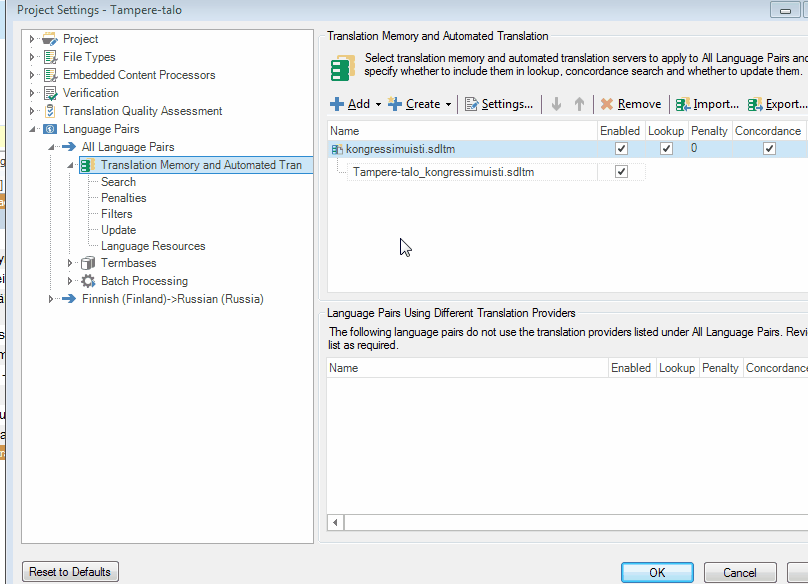 Project Settings - Tampere-talo
Project
File Types
Embedded Content Processors
Verification
Translation Quality Assessment
Language Pairs
All Language Pairs
Translation Memory and Automated Tran
Search
Penalties
Filters
Update
Language Resources
Termbases
Batch Processing
Finnish (Finland)->Russian (Russia)
Translation Memory and Automated Translation
Select translation memory and automated translation servers to apply to All Language Pairs and
specify whether to include them in lookup, concordance search and whether to update them.
Add Create Settings... Remove Import... Export...
Name Enabled Lookup Penalty Concordance
kongressimuisti.sdltm 0
Tampere-talo_kongressimuisti.sdltm
Language Pairs Using Different Translation Providers
The following language pairs do not use the translation providers listed under All Language Pairs. Revi
list as required.
Name Enabled Lookup Penalty Concordance
Reset to Defaults OK Cancel